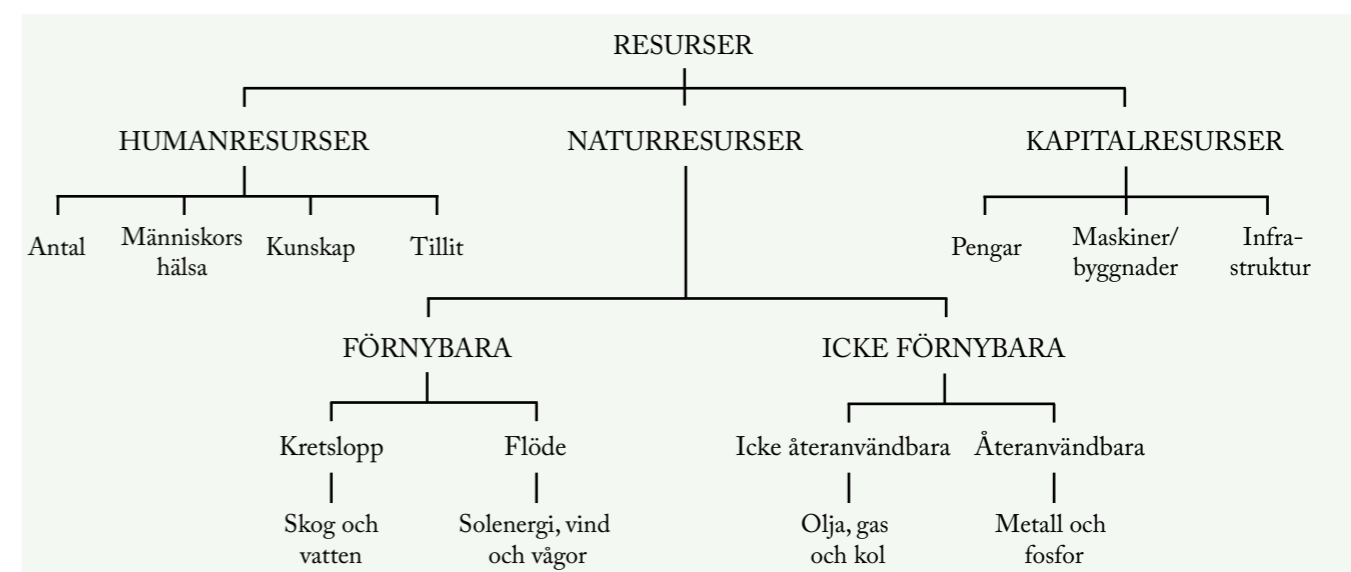 RESURSER
HUMANRESURSER
NATURRESURSER
KAPITALRESURSER
Antal
Människors
hälsa
Kunskap
Tillit
Pengar
Maskiner/
byggnader
Infra-
struktur
FÖRNYBARA
ICKE FÖRNYBARA
Kretslopp
Flöde
Icke återanvändbara
Återanvändbara
Skog och
vatten
Solenergi, vind
och vågor
Olja, gas
och kol
Metall och
fosfor